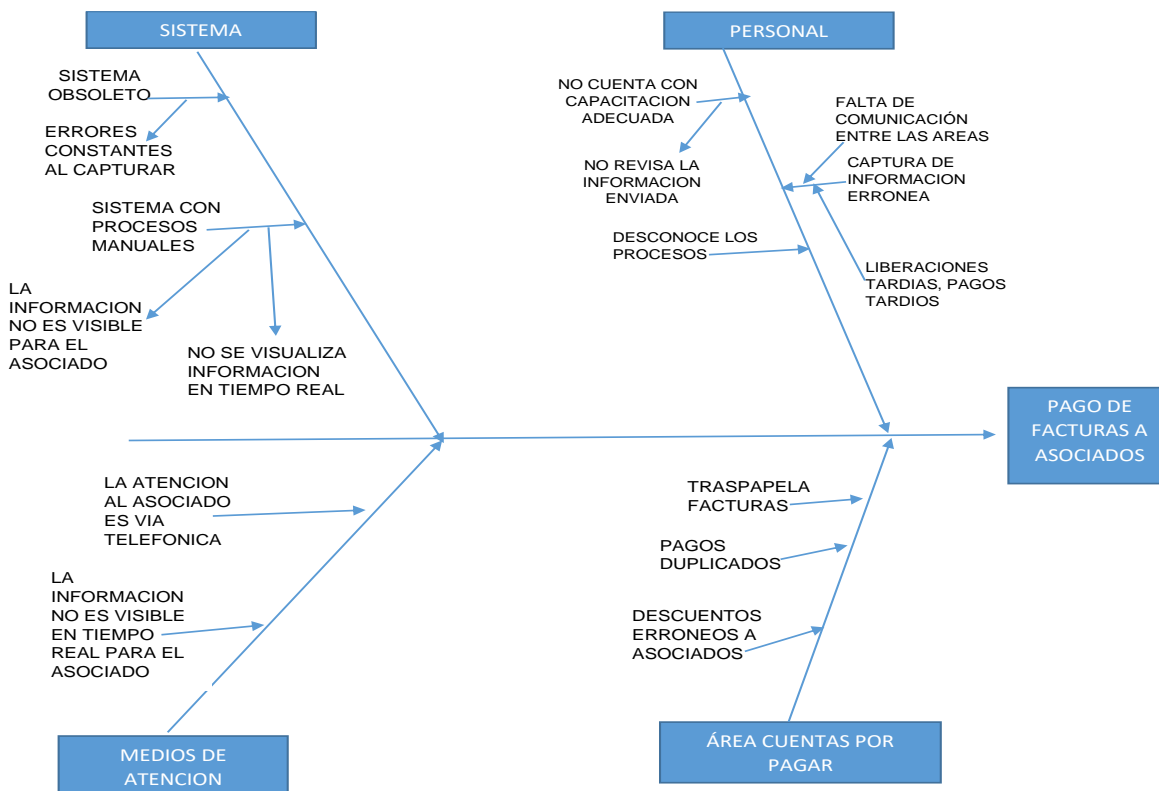 SISTEMA
PERSONAL
SISTEMA
OBSOLETO
ERRORES
CONSTANTES
AL CAPTURAR
SISTEMA CON
PROCESOS
MANUALES
LA
INFORMACION
NO ES VISIBLE
PARA EL
ASOCIADO
NO SE VISUALIZA
INFORMACION
EN TIEMPO REAL
NO CUENTA CON
CAPACITACION
ADECUADA
NO REVISA LA
INFORMACION
ENVIADA
FALTA DE
COMUNICACIÓN
ENTRE LAS AREAS
CAPTURA DE
INFORMACION
ERRONEA
DESCONOCE LOS
PROCESOS
LIBERACIONES
TARDIAS, PAGOS
TARDIOS
PAGO DE
FACTURAS A
ASOCIADOS
LA ATENCION
AL ASOCIADO
ES VIA
TELEFONICA
LA
INFORMACION
NO ES VISIBLE
EN TIEMPO
REAL PARA EL
ASOCIADO
TRASPAPELA
FACTURAS
PAGOS
DUPLICADOS
DESCUENTOS
ERRONEOS A
ASOCIADOS
MEDIOS DE
ATENCION
ÁREA CUENTAS POR
PAGAR